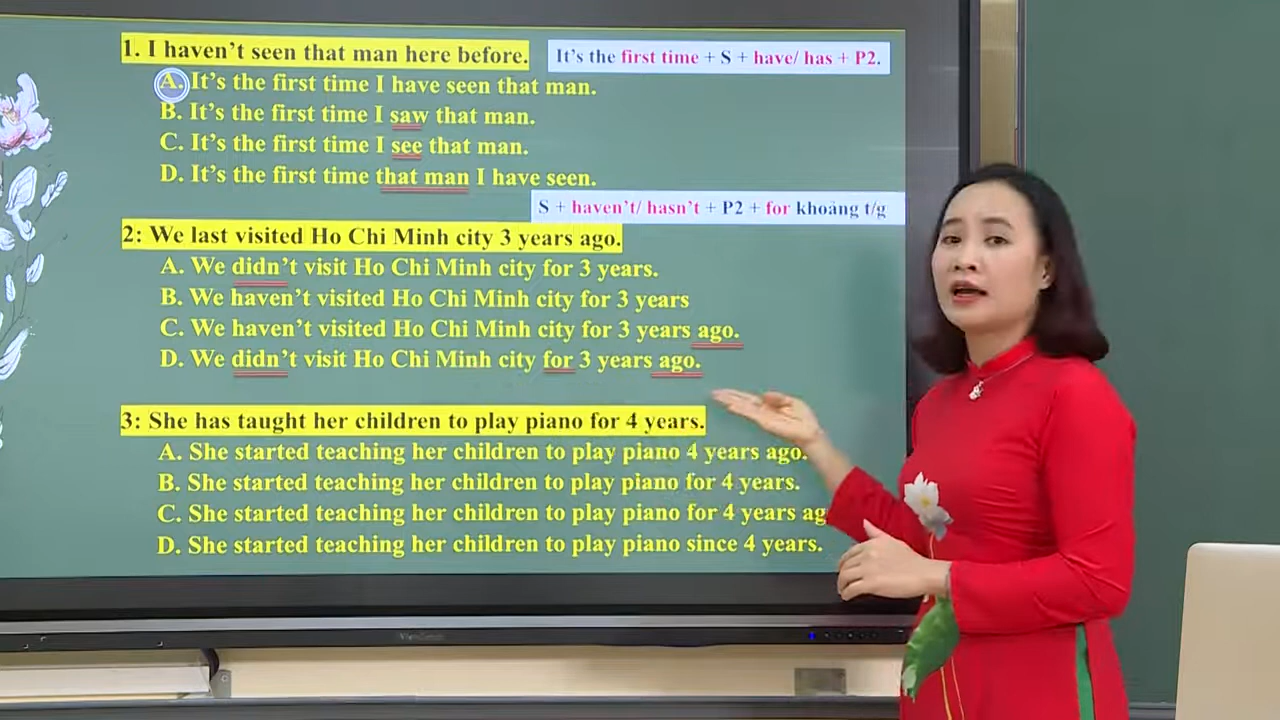 1. I haven't seen that man here before.
It's the first time + S + have/ has + P2.
A. It's the first time I have seen that man.
B. It's the first time I saw that man.
C. It's the first time I see that man.
D. It's the first time that man I have seen.
S + haven't/ hasn't + P2 + for khoảng t/g
2: We last visited Ho Chi Minh city 3 years ago.
A. We didn't visit Ho Chi Minh city for 3 years.
B. We haven't visited Ho Chi Minh city for 3 years
C. We haven't visited Ho Chi Minh city for 3 years ago.
D. We didn't visit Ho Chi Minh city for 3 years ago.
3: She has taught her children to play piano for 4 years.
A. She started teaching her children to play piano 4 years ago.
B. She started teaching her children to play piano for 4 years.
C. She started teaching her children to play piano for 4 years ag
D. She started teaching her children to play piano since 4 years.
ViewSonic